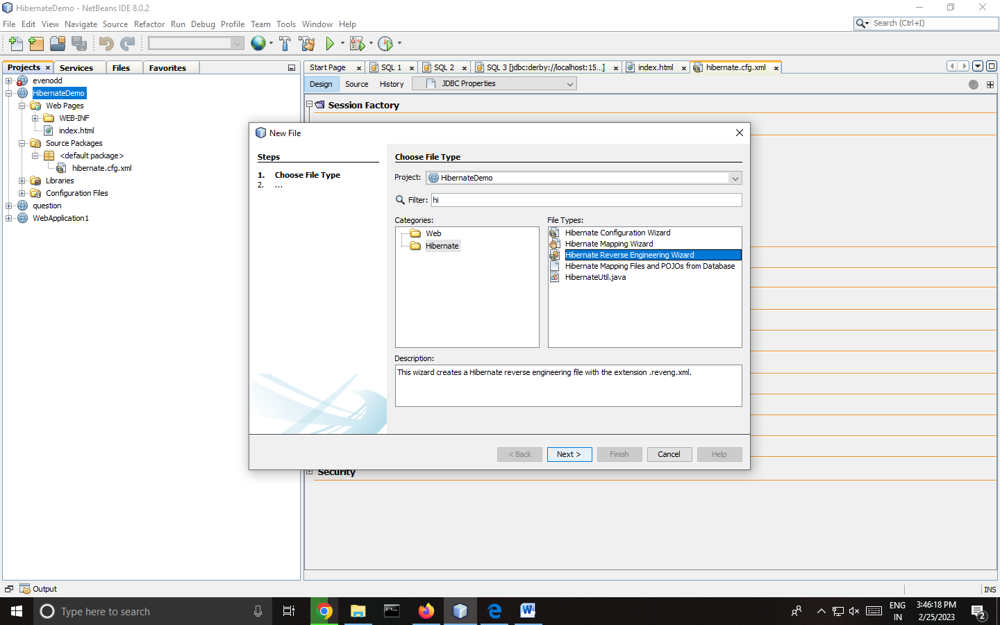 HibernateDemo - NetBeans IDE 8.0.2
File Edit View Navigate Source Refactor Run Debug Profile Team Tools Window Help
Search (Ctrl+I)
Projects Services Files Favorites
Start Page SQL 1 SQL 2 SQL 3 [jdbc:derby://localhost:15...] index.html hibernate.cfg.xml
Design Source History JDBC Properties
evenodd
HibernateDemo
Web Pages
WEB-INF
index.html
Source Packages
<default package>
hibernate.cfg.xml
Libraries
Configuration Files
question
WebApplication1
Session Factory
New File
Steps
1. Choose File Type
2. ...
Choose File Type
Project: HibernateDemo
Filter: hi
Categories:
Web
Hibernate
File Types:
Hibernate Configuration Wizard
Hibernate Mapping Wizard
Hibernate Reverse Engineering Wizard
Hibernate Mapping Files and POJOs from Database
HibernateUtil.java
Description:
This wizard creates a Hibernate reverse engineering file with the extension .reveng.xml.
< Back Next > Finish Cancel Help
Security
Output
INS
Type here to search
ENG
IN
3:46:18 PM
2/25/2023
2